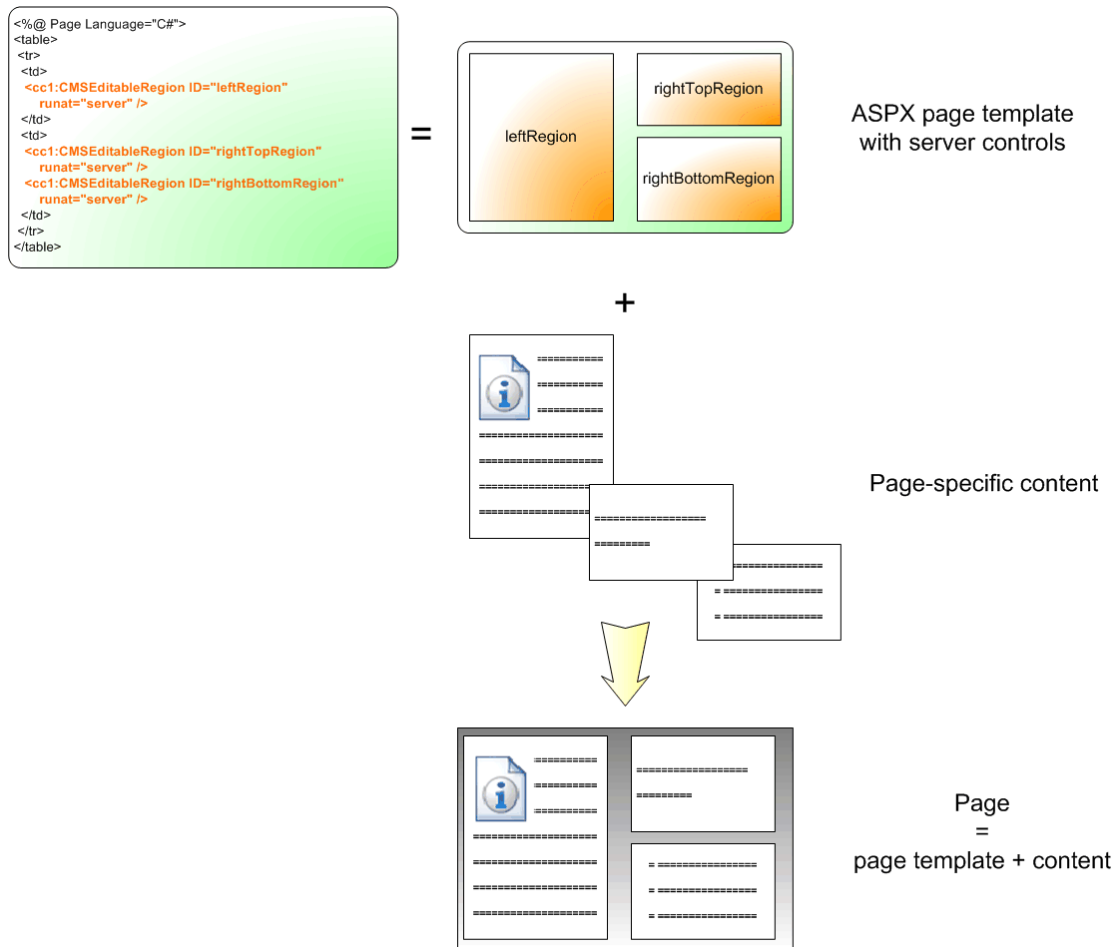 <%@ Page Language="C#">
<table>
<tr>
<td>
<cc1:CMSEditableRegion ID="leftRegion"
runat="server" />
</td>
<td>
<cc1:CMSEditableRegion ID="rightTopRegion"
runat="server" />
<cc1:CMSEditableRegion ID="rightBottomRegion"
runat="server" />
</td>
</tr>
</table>
=
leftRegion
rightTopRegion
rightBottomRegion
ASPX page template
with server controls
+
Page-specific content
Page
=
page template + content